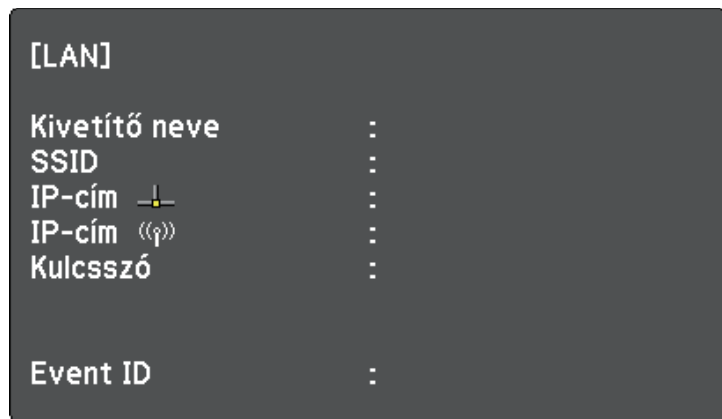 [LAN]
Kivetítő neve :
SSID :
IP-cím :
IP-cím :
Kulcsszó :
Event ID :